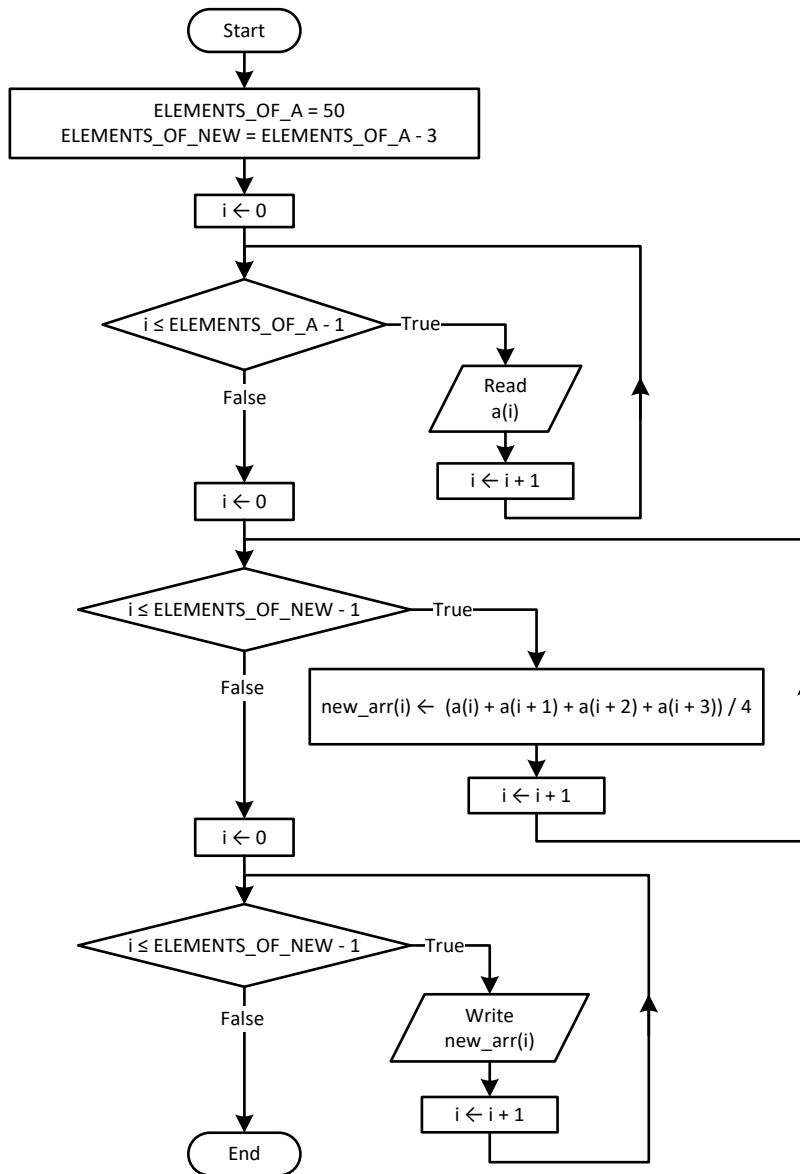 Start
ELEMENTS_OF_A = 50
ELEMENTS_OF_NEW = ELEMENTS_OF_A - 3
i ← 0
i ≤ ELEMENTS_OF_A - 1
True
False
Read
a(i)
i ← i + 1
i ← 0
i ≤ ELEMENTS_OF_NEW - 1
True
False
new_arr(i) ← (a(i) + a(i + 1) + a(i + 2) + a(i + 3)) / 4
i ← i + 1
i ← 0
i ≤ ELEMENTS_OF_NEW - 1
True
False
Write
new_arr(i)
i ← i + 1
End